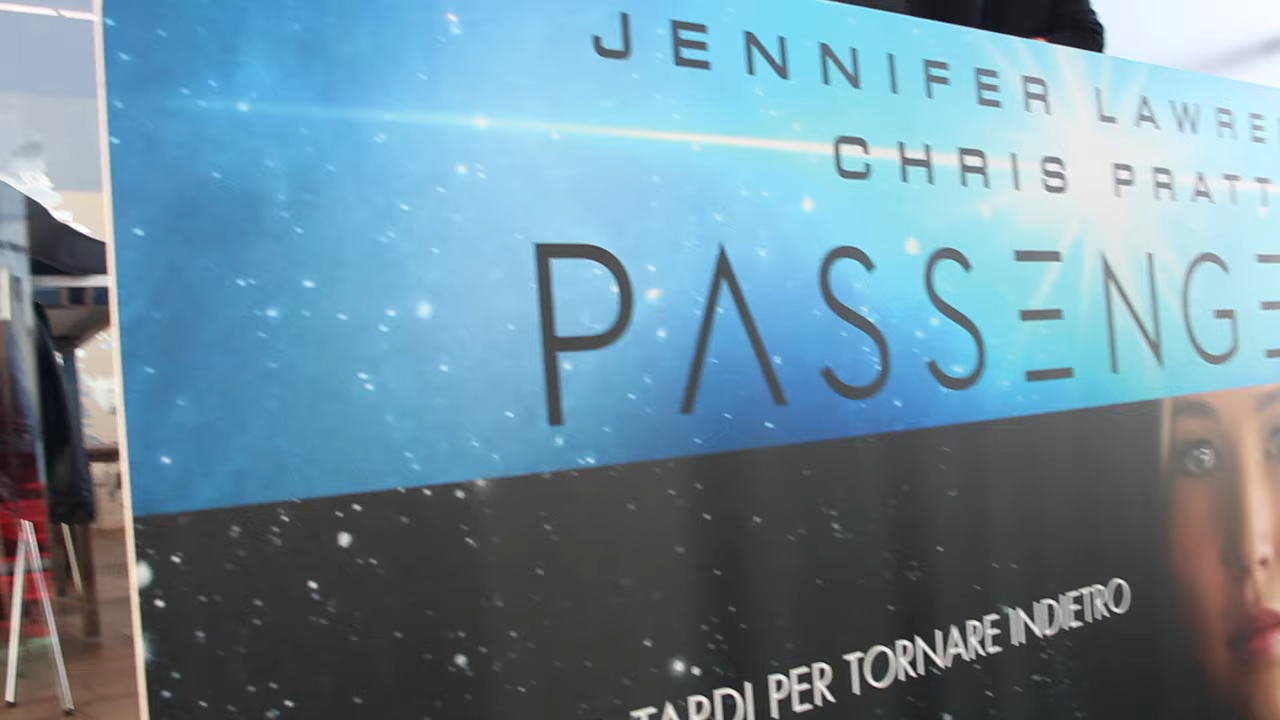 JENNIFER LAWRE
CHRIS PRATT
PASSENGE
TARDI PER TORNARE INDIETRO